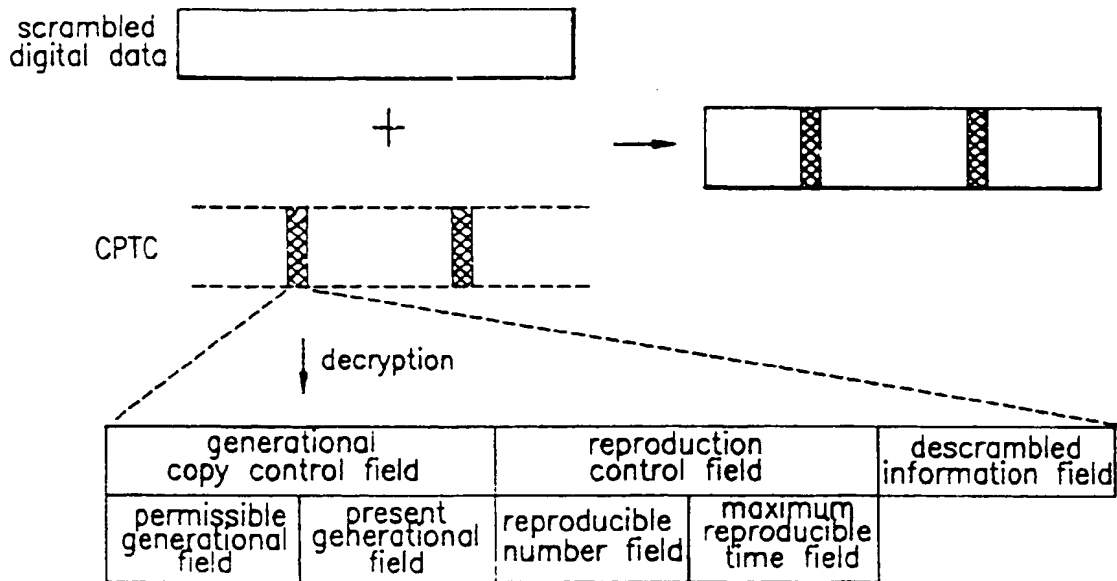 scrambled
digital data
+
CPTC
decryption
generational
copy control field
reproduction
control field
descrambled
information field
permissible
generational
field
present
generational
field
reproducible
number field
maximum
reproducible
time field